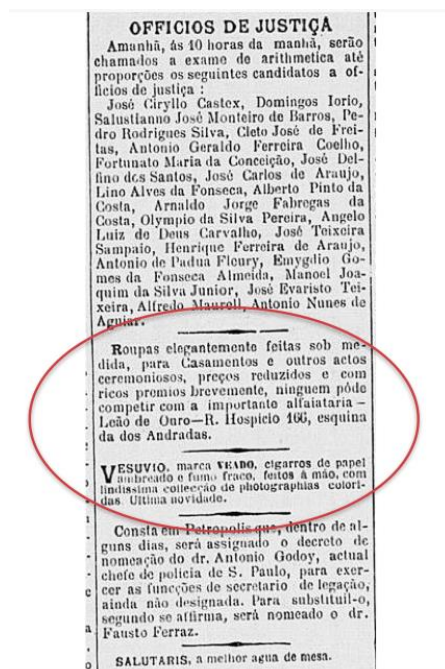 OFFICIOS DE JUSTIÇA
Amanhã, ás 10 horas da manhã, serão
chamados a exame de arithmetica até
proporções os seguintes candidatos a of-
ficios de justiça :
José Cyryllo Castex, Domingos Iorio,
Salustianno José Monteiro de Barros, Pe-
dro Rodrigues Silva, Cleto José de Frei-
tas, Antonio Geraldo Ferreira Coelho,
Fortunato Maria da Conceição, José Del-
fino dos Santos, José Carlos de Araujo,
Lino Alves da Fonseca, Alberto Pinto da
Costa, Arnaldo Jorge Fabregas da
Costa, Olympio da Silva Pereira, Angelo
Luiz de Deus Carvalho, José Teixeira
Sampaio, Henrique Ferreira de Araujo,
Antonio de Padua Fleury, Emygdio Go-
mes da Fonseca Almeida, Manoel Joa-
quim da Silva Junior, José Evaristo Tei-
xeira, Alfredo Maurell, Antonio Nunes de
Aguiar.
Roupas elegantemente feitas sob me-
dida, para Casamentos e outros actos
ceremoniosos, preços reduzidos e com
ricos premios brevemente, ninguem póde
competir com a importante alfaiataria –
Leão de Ouro—R. Hospicio 166, esquina
da dos Andradas.
VESUVIO, marca VEADO, cigarros de papel
ambreado e fumo fraco, feitos á mão, com
lindissima collecção de photographias colori-
das. Ultima novidade.
Consta em Petropolis que, dentro de al-
guns dias, será assignado o decreto de
nomeação do dr. Antonio Godoy, actual
chefe de policia de S. Paulo, para exer-
cer as funcções de secretario de legação,
ainda não designada. Para substituil-o,
segundo se affirma, será nomeado o dr.
Fausto Ferraz.
SALUTARIS, a melhor agua de mesa.